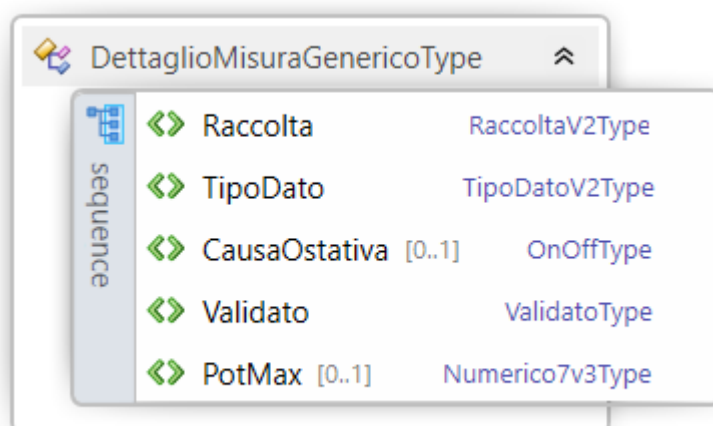 DettaglioMisuraGenericoType
sequence
Raccolta RaccoltaV2Type
TipoDato TipoDatoV2Type
CausaOstativa [0..1] OnOffType
Validato ValidatoType
PotMax [0..1] Numerico7v3Type